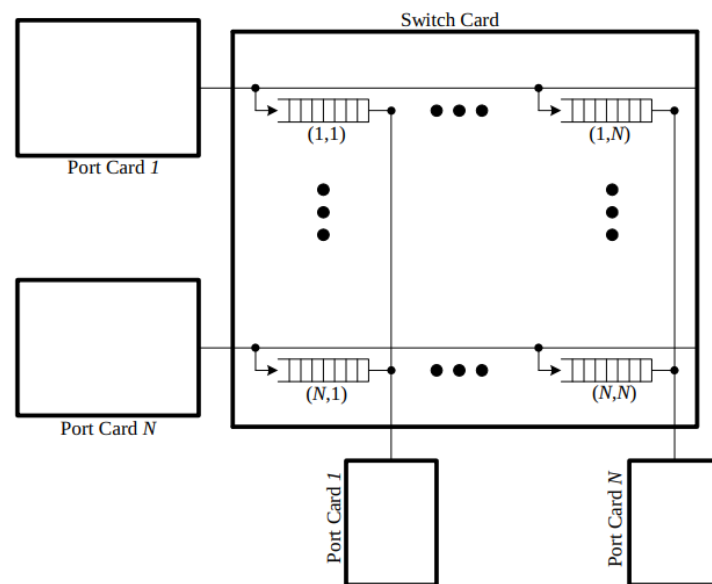 Switch Card
(1,1)
(1,N)
Port Card 1
(N,1)
(N,N)
Port Card N
Port Card 1
Port Card N